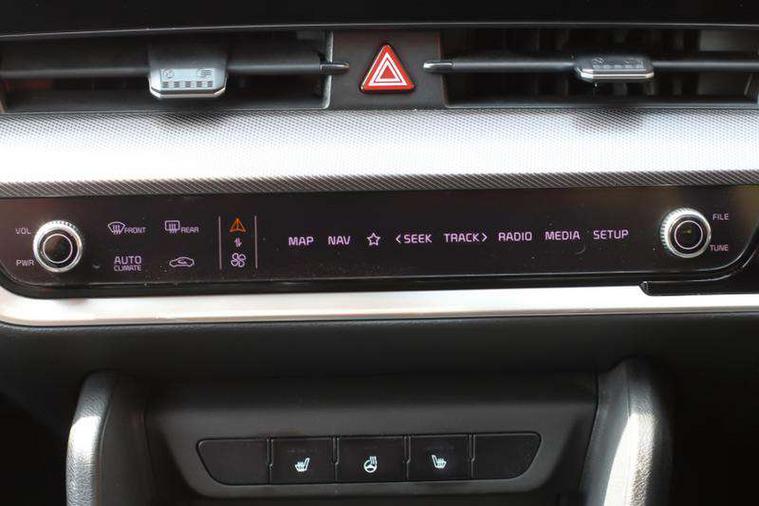 VOL
PWR
FRONT
REAR
AUTO
CLIMATE
MAP NAV <SEEK TRACK> RADIO MEDIA SETUP
FILE
TUNE